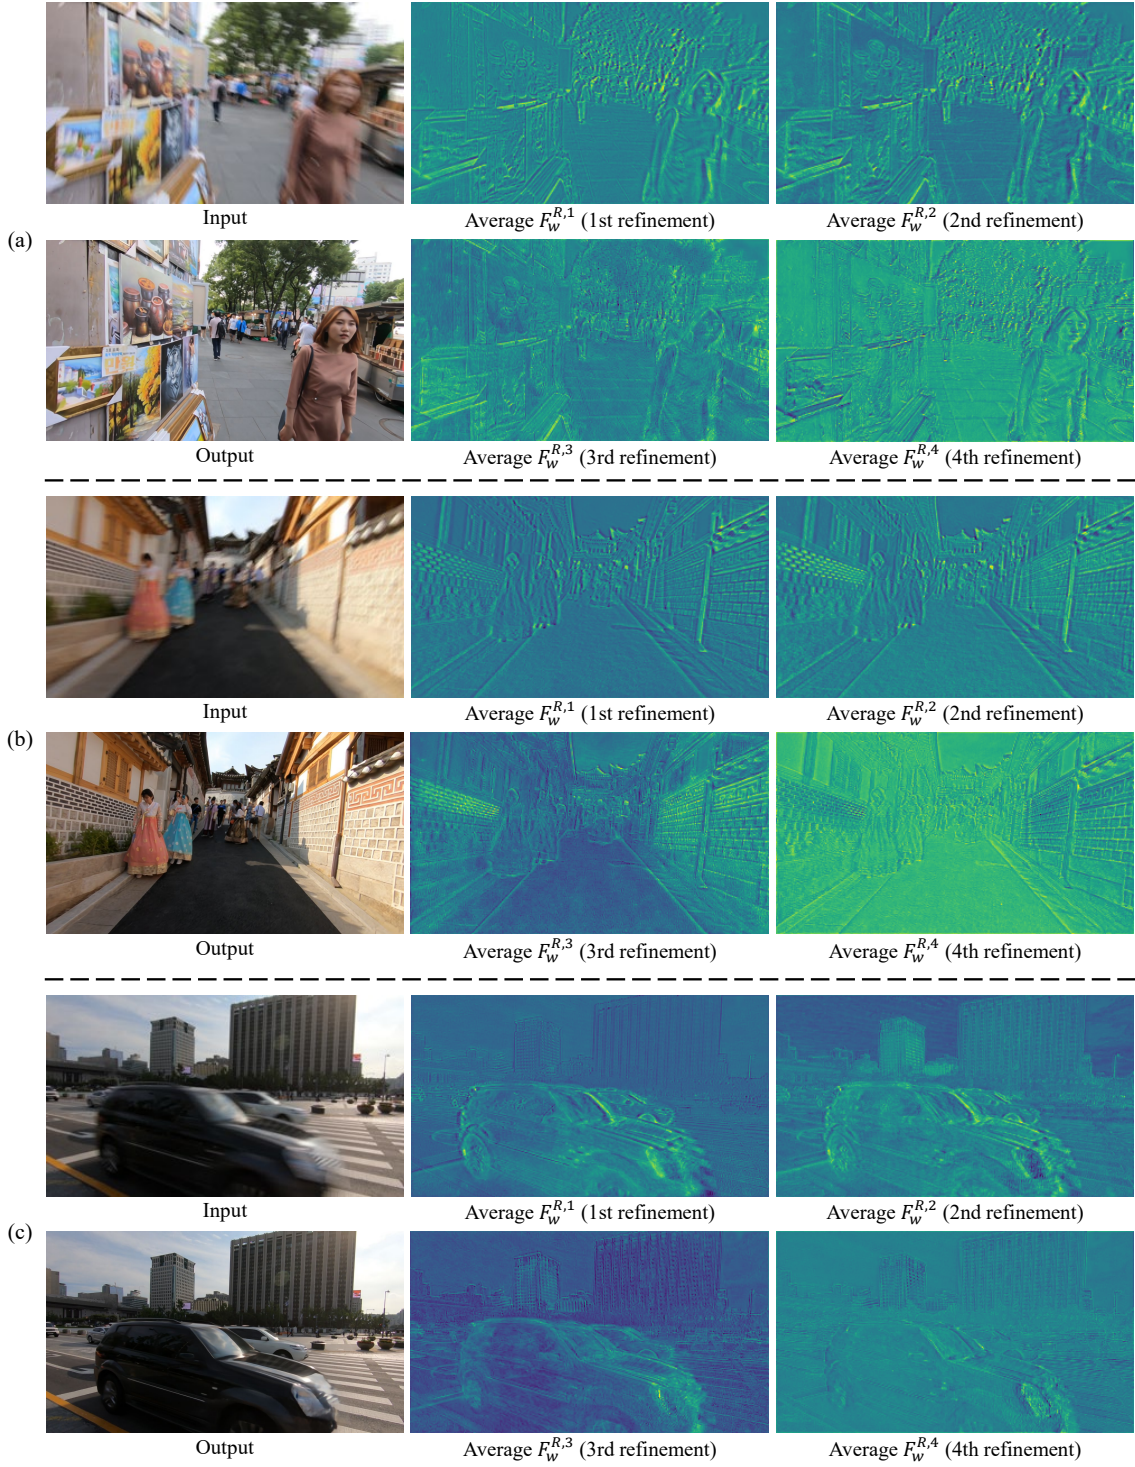 Input
Average $F_w^{R,1}$ (1st refinement)
Average $F_w^{R,2}$ (2nd refinement)
(a)
Output
Average $F_w^{R,3}$ (3rd refinement)
Average $F_w^{R,4}$ (4th refinement)
Input
Average $F_w^{R,1}$ (1st refinement)
Average $F_w^{R,2}$ (2nd refinement)
(b)
Output
Average $F_w^{R,3}$ (3rd refinement)
Average $F_w^{R,4}$ (4th refinement)
Input
Average $F_w^{R,1}$ (1st refinement)
Average $F_w^{R,2}$ (2nd refinement)
(c)
Output
Average $F_w^{R,3}$ (3rd refinement)
Average $F_w^{R,4}$ (4th refinement)